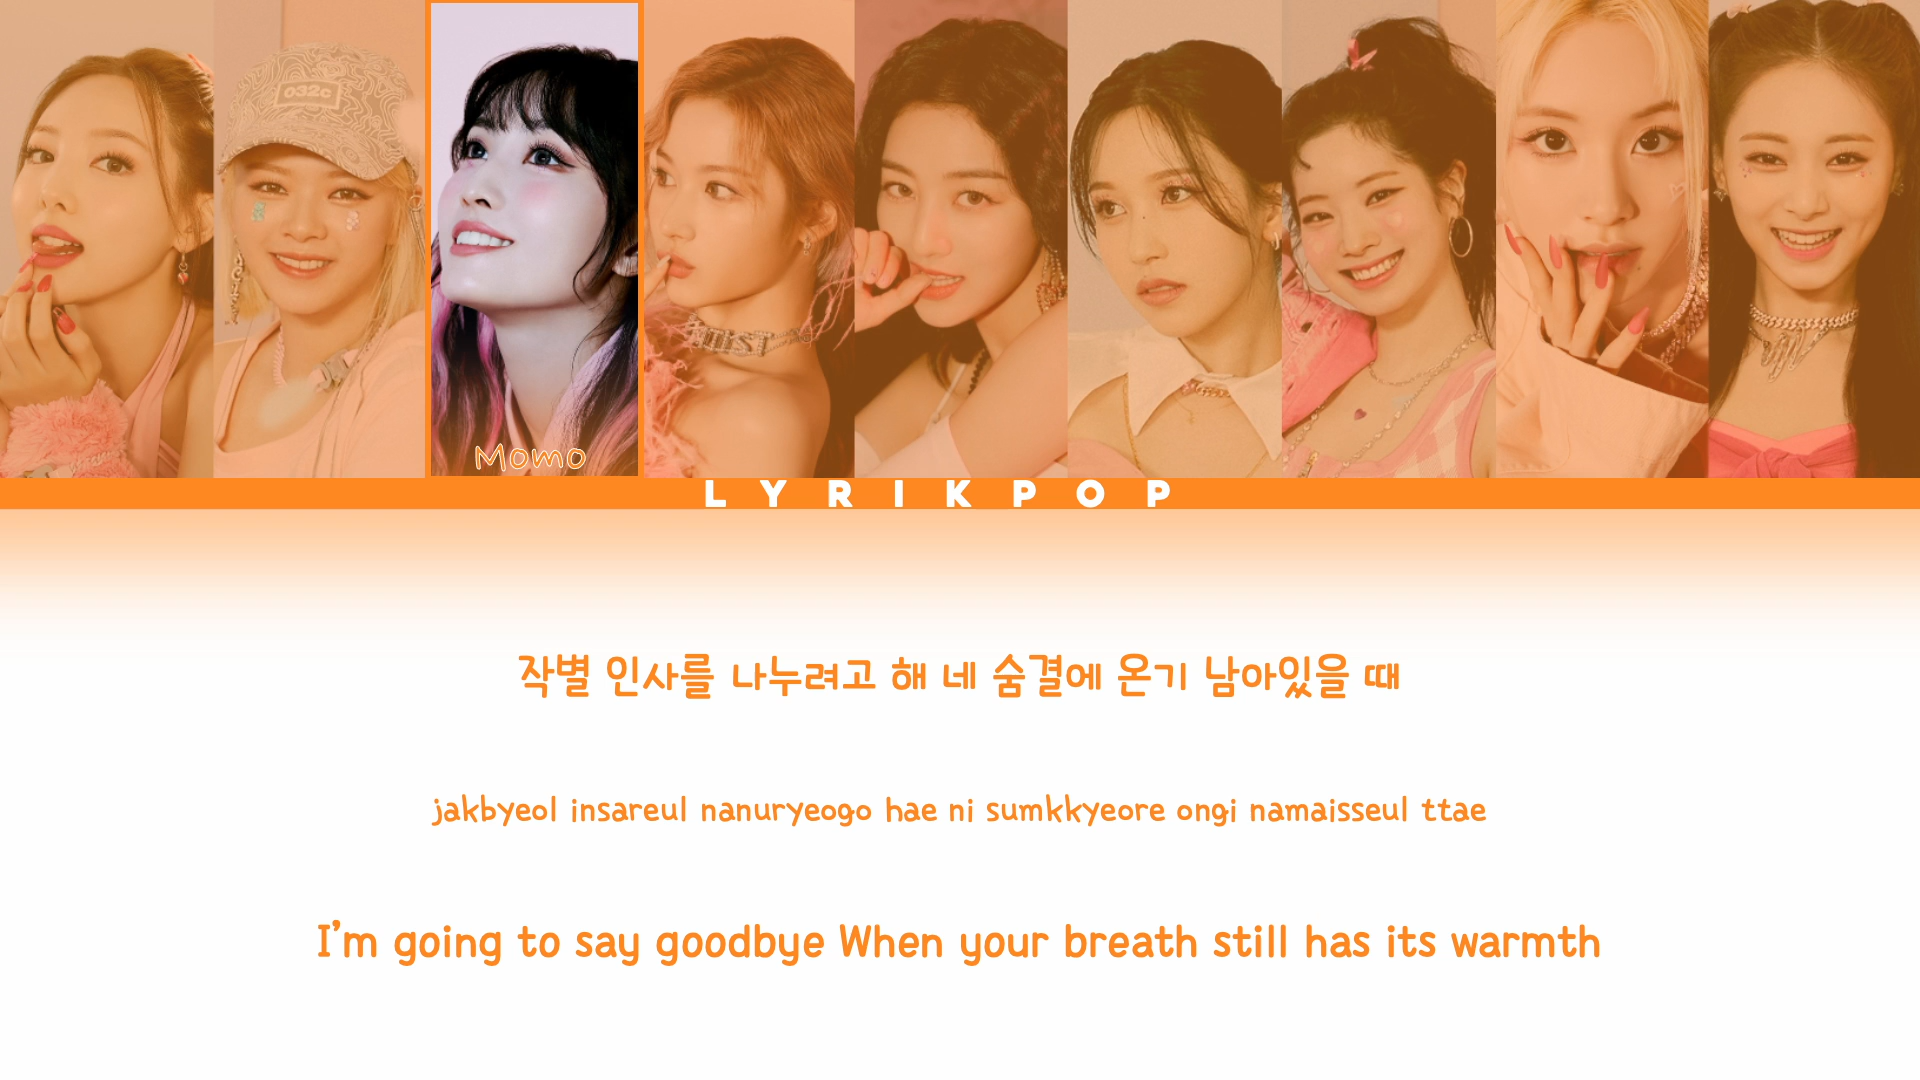 032c
Momo
LYRIKPOP
작별 인사를 나누려고 해 네 숨결에 온기 남아있을 때
jakbyeol insareul nanuryeogo hae ni sumkkyeore ongi namaisseul ttae
I'm going to say goodbye When your breath still has its warmth